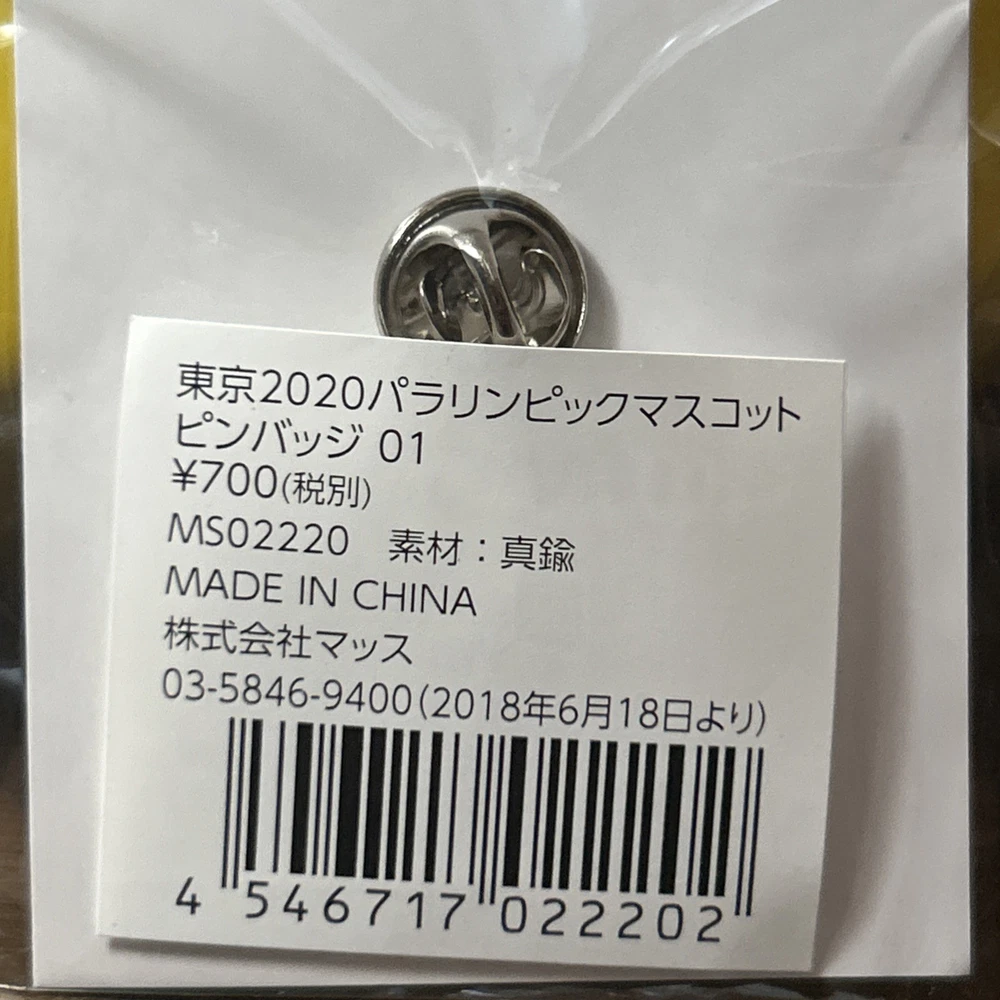 東京2020パラリンピックマスコット
ピンバッジ 01
¥700(税別)
MS02220　素材：真鍮
MADE IN CHINA
株式会社マッス
03-5846-9400(2018年6月18日より)
4 546717 022202